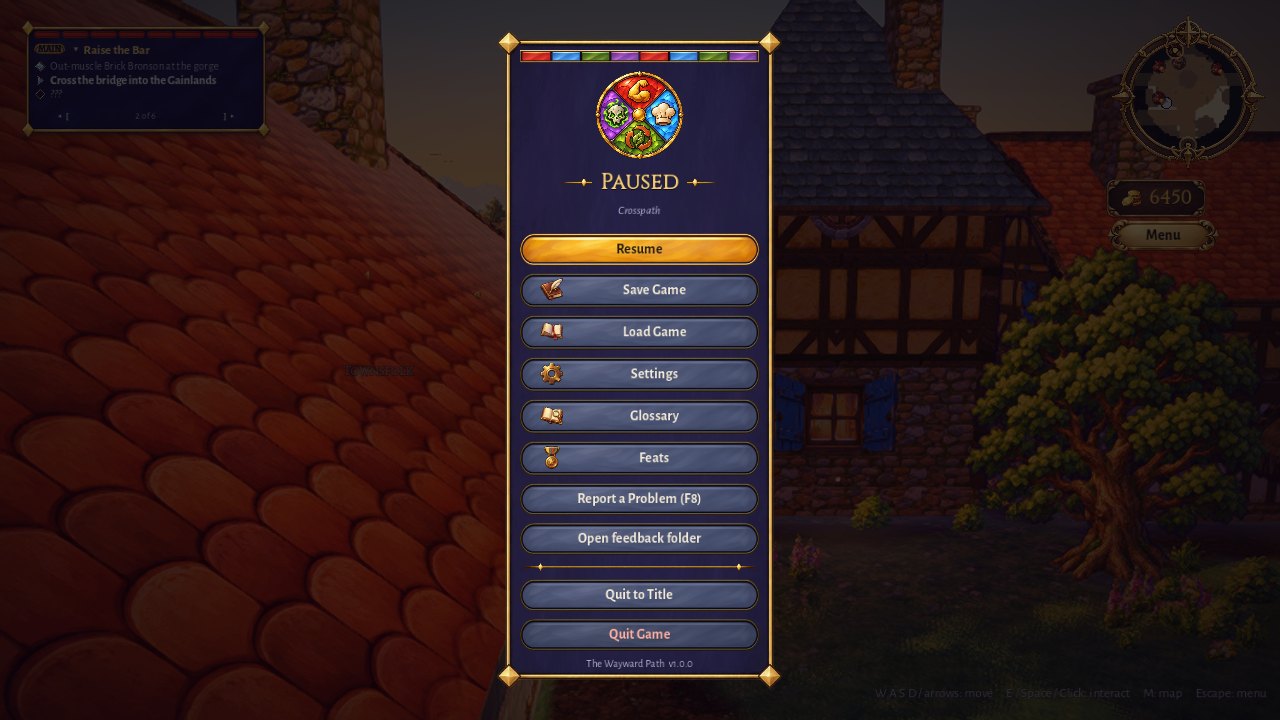 MAIN ▼ Raise the Bar
Out-muscle Brick Bronson at the gorge
Cross the bridge into the Gainlands
???
◂ [ 2 of 6 ] ▸
PAUSED
Crosspath
Resume
Save Game
Load Game
Settings
Glossary
Feats
Report a Problem (F8)
Open feedback folder
Quit to Title
Quit Game
The Wayward Path v1.0.0
6450
Menu
W A S D / arrows: move E / Space / Click: interact M: map Escape: menu